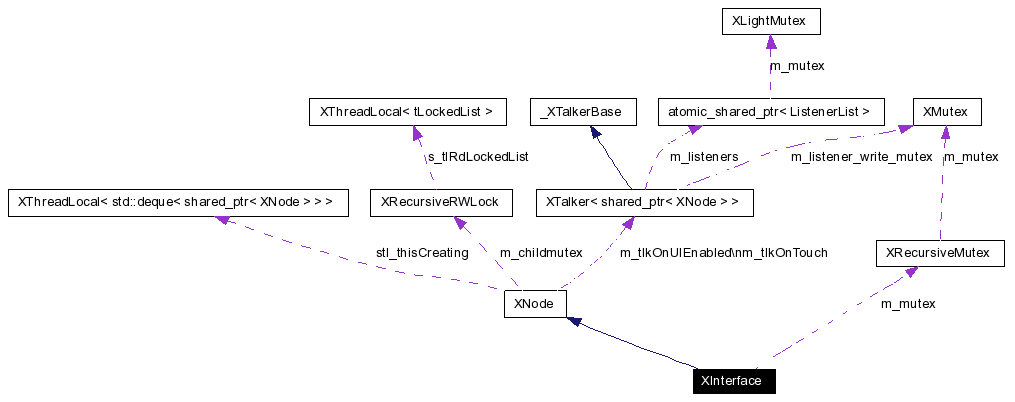 XLightMutex
m_mutex
XThreadLocal< tLockedList >
_XTalkerBase
atomic_shared_ptr< ListenerList >
XMutex
s_tlRdLockedList
m_listeners
m_listener_write_mutex
m_mutex
XThreadLocal< std::deque< shared_ptr< XNode > > >
XRecursiveRWLock
XTalker< shared_ptr< XNode > >
XRecursiveMutex
stl_thisCreating
m_childmutex
m_tlkOnUIEnabled\nm_tlkOnTouch
XNode
m_mutex
XInterface